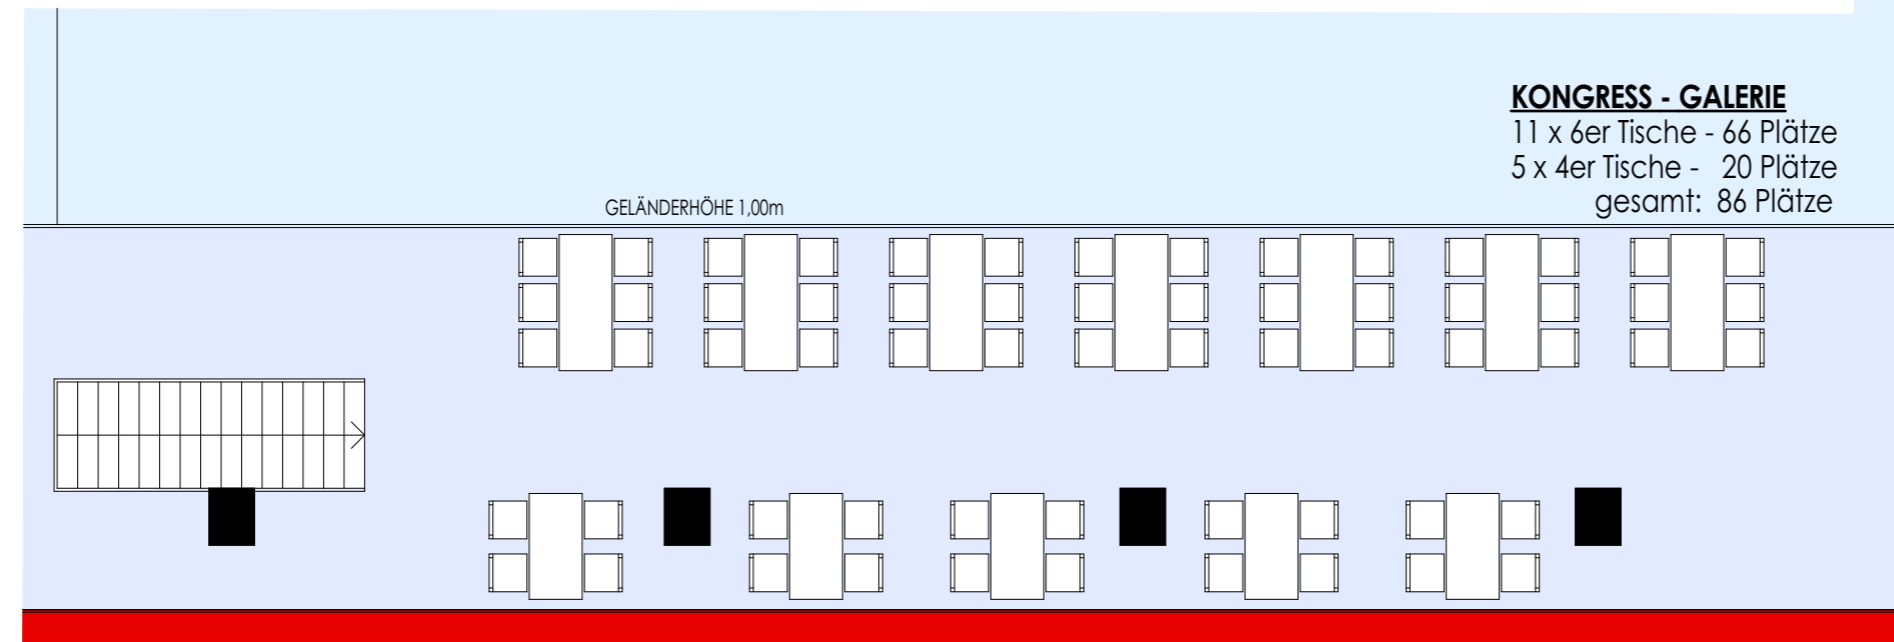 KONGRESS - GALERIE
11 x 6er Tische - 66 Plätze
5 x 4er Tische - 20 Plätze
gesamt: 86 Plätze
GELÄNDERHÖHE 1,00m